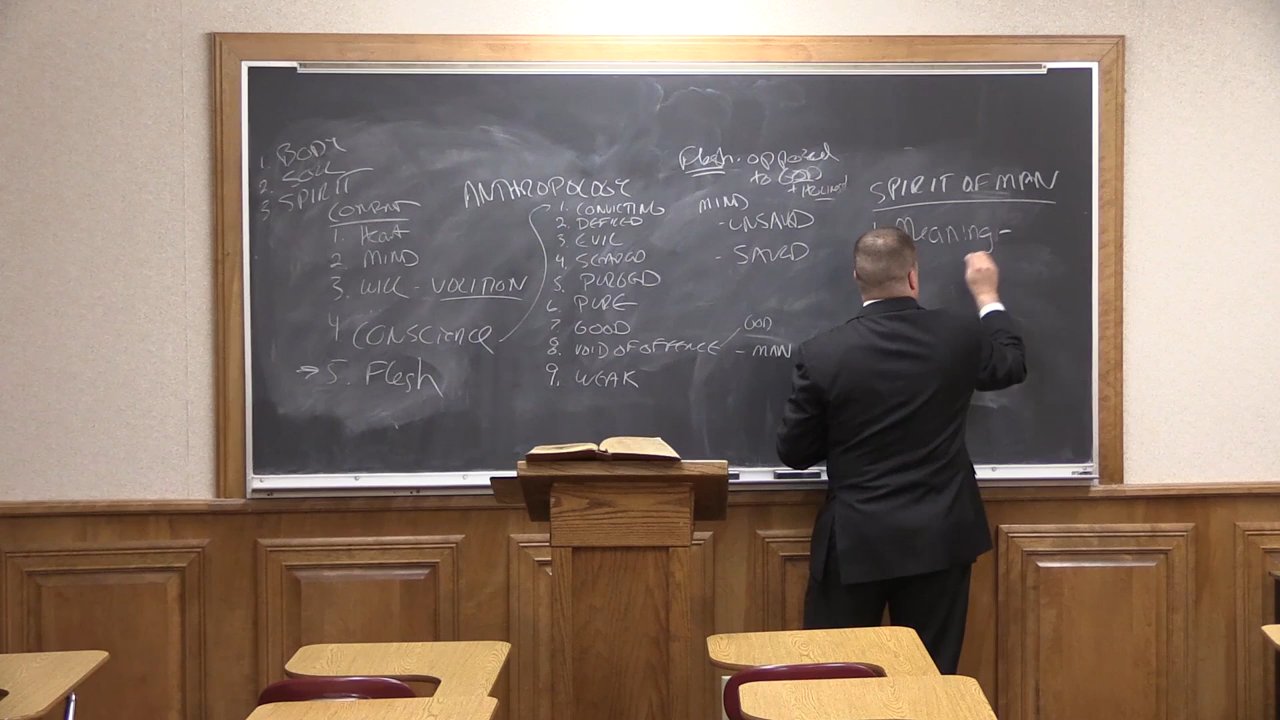 1. BODY
2. SOUL
3 SPIRIT
1. Heart
2 MIND
3. WILL - VOLITION
4 CONSCIENCE
→ 5. Flesh
ANTHROPOLOGY
1. CONVICTING
2. DEFILED
3. EVIL
4. SEARED
5. PURGED
6. PURE
7. GOOD
8. VOID OF OFFENCE
GOD
- MAN
9. WEAK
Flesh - opposed
to GOD
MIND
- UNSAVED
- SAVED
SPIRIT OF MAN
1. Meaning -